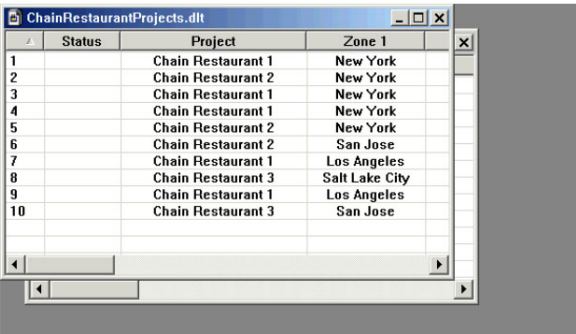 ChainRestaurantProjects.dlt
Status Project Zone 1
1 Chain Restaurant 1 New York
2 Chain Restaurant 2 New York
3 Chain Restaurant 1 New York
4 Chain Restaurant 1 New York
5 Chain Restaurant 2 New York
6 Chain Restaurant 2 San Jose
7 Chain Restaurant 1 Los Angeles
8 Chain Restaurant 3 Salt Lake City
9 Chain Restaurant 1 Los Angeles
10 Chain Restaurant 3 San Jose